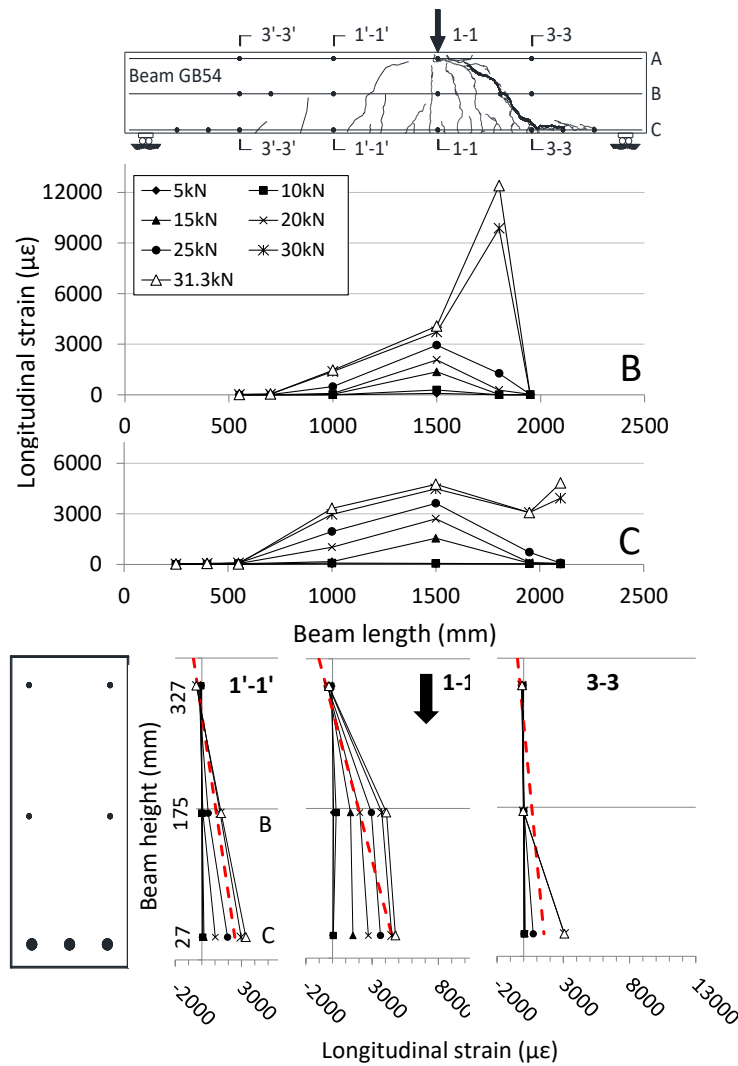 3'-3' 1'-1' 1-1 3-3
A
Beam GB54
B
C
3'-3' 1'-1' 1-1 3-3
5kN 10kN
15kN 20kN
25kN 30kN
31.3kN
Longitudinal strain (με)
12000
9000
6000
3000
0
B
0 500 1000 1500 2000 2500
6000
3000
0
C
0 500 1000 1500 2000 2500
Beam length (mm)
Beam height (mm)
327
175
27
1'-1' 1-1 3-3
B
C
-2000 3000 -2000 3000 8000 -2000 3000 8000 13000
Longitudinal strain (με)